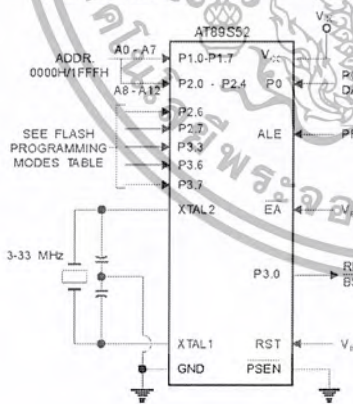 AT89S52
ADDR.
0000H/1FFFH
A0 - A7
A8 - A12
P1.0-P1.7
P2.0 - P2.4
P2.6
P2.7
P3.3
P3.6
P3.7
SEE FLASH
PROGRAMMING
MODES TABLE
XTAL2
3-33 MHz
XTAL1
GND
P0
ALE
EA
P3.0
RST
PSEN